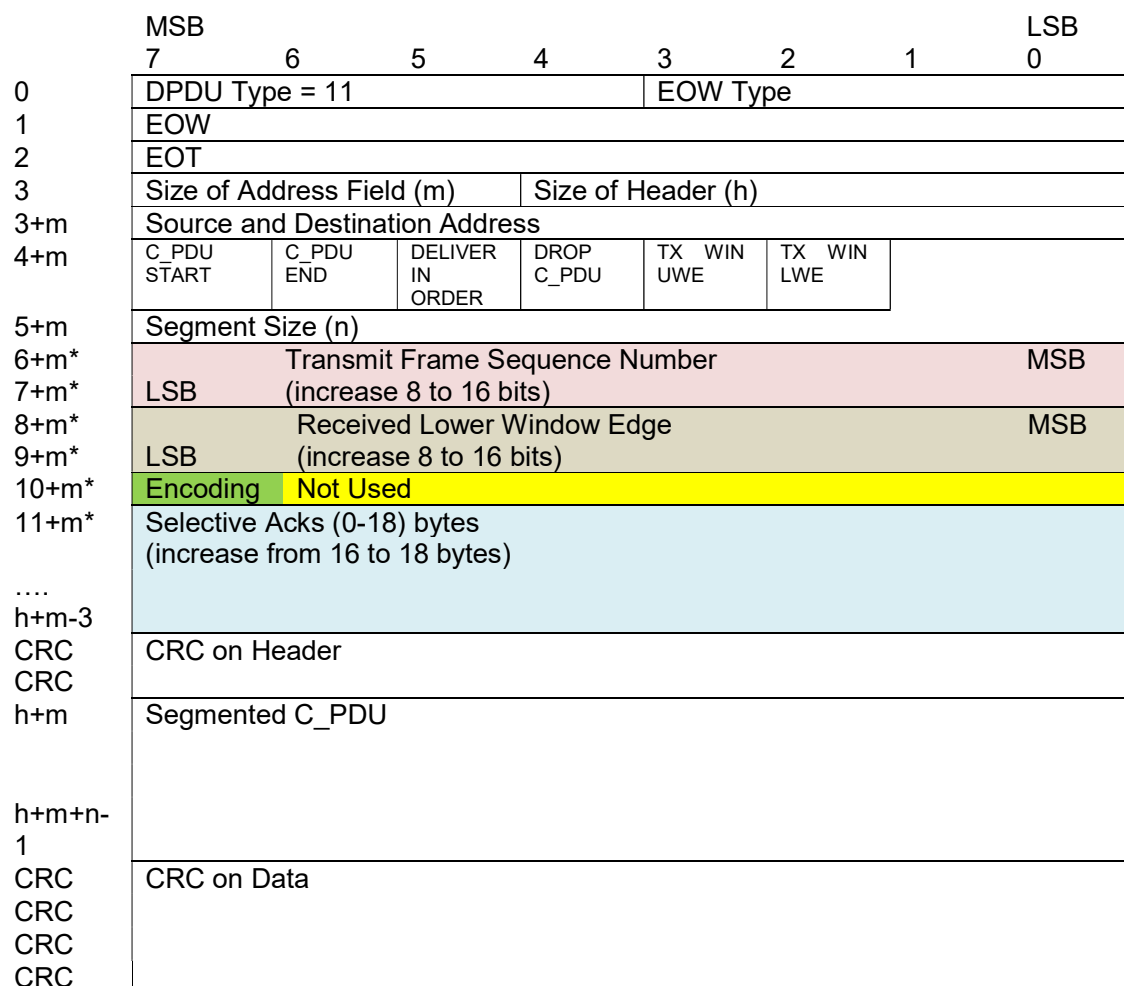 MSB LSB
7 6 5 4 3 2 1 0
0 DPDU Type = 11 EOW Type
1 EOW
2 EOT
3 Size of Address Field (m) Size of Header (h)
3+m Source and Destination Address
4+m C_PDU C_PDU DELIVER DROP TX WIN TX WIN
START END IN C_PDU UWE LWE
ORDER
5+m Segment Size (n)
6+m* Transmit Frame Sequence Number MSB
7+m* LSB (increase 8 to 16 bits)
8+m* Received Lower Window Edge MSB
9+m* LSB (increase 8 to 16 bits)
10+m* Encoding Not Used
11+m* Selective Acks (0-18) bytes
(increase from 16 to 18 bytes)
….
h+m-3
CRC CRC on Header
CRC
h+m Segmented C_PDU
h+m+n-
1
CRC CRC on Data
CRC
CRC
CRC